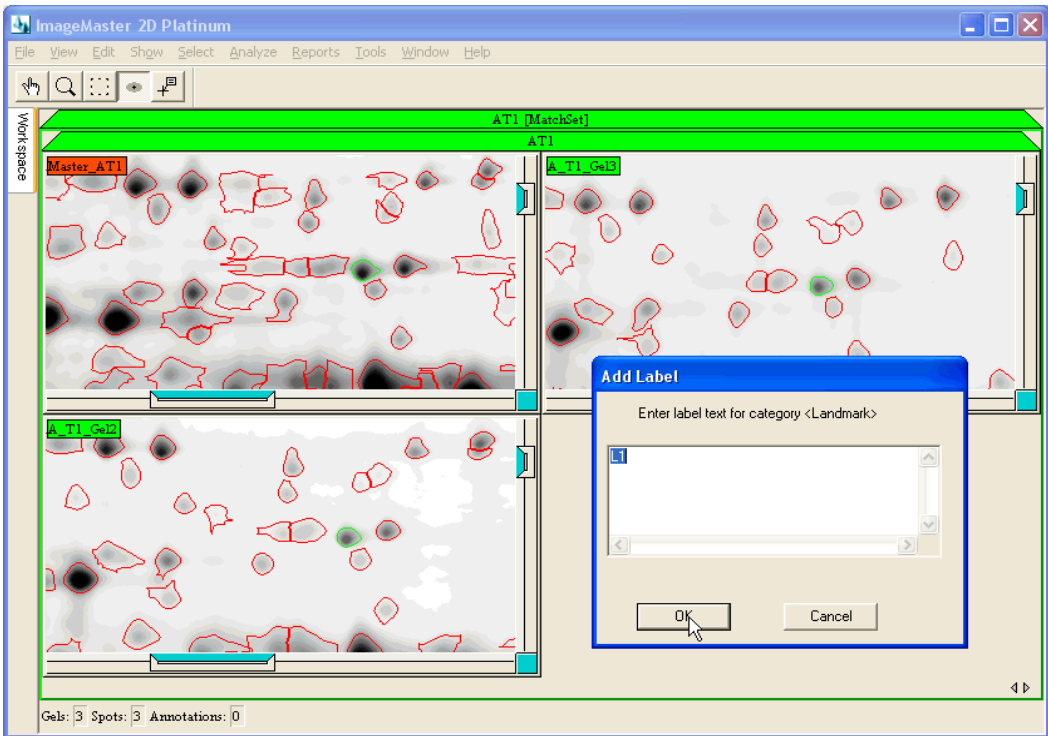 ImageMaster 2D Platinum
File View Edit Show Select Analyze Reports Tools Window Help
Workspace
AT1 [MatchSet]
AT1
Master_AT1
A_T1_Gel3
A_T1_Gel2
Add Label
Enter label text for category <Landmark>
L1
OK
Cancel
Gels: 3 Spots: 3 Annotations: 0